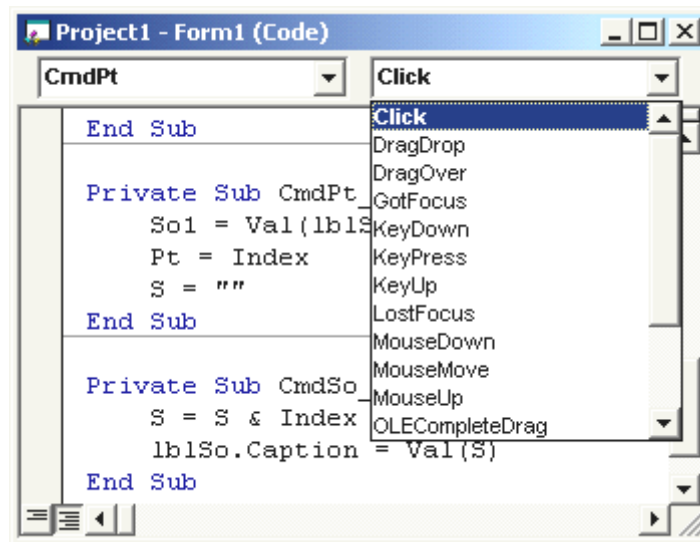 Project1 - Form1 (Code)
CmdPt Click
End Sub
Private Sub CmdPt_
So1 = Val(lblS
Pt = Index
S = ""
End Sub
Private Sub CmdSo_
S = S & Index
lblSo.Caption = Val(S)
End Sub
Click
DragDrop
DragOver
GotFocus
KeyDown
KeyPress
KeyUp
LostFocus
MouseDown
MouseMove
MouseUp
OLECompleteDrag